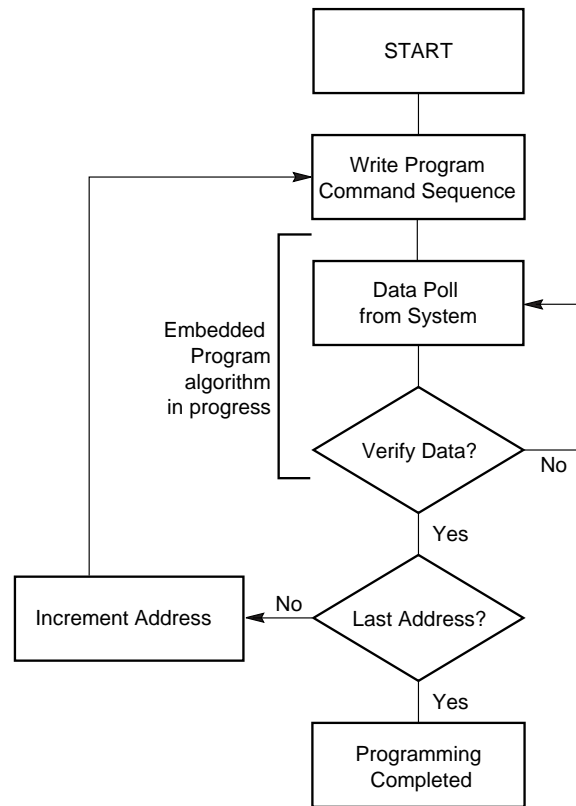 START
Write Program
Command Sequence
Data Poll
from System
Embedded
Program
algorithm
in progress
Verify Data?
No
Yes
Increment Address
No
Last Address?
Yes
Programming
Completed